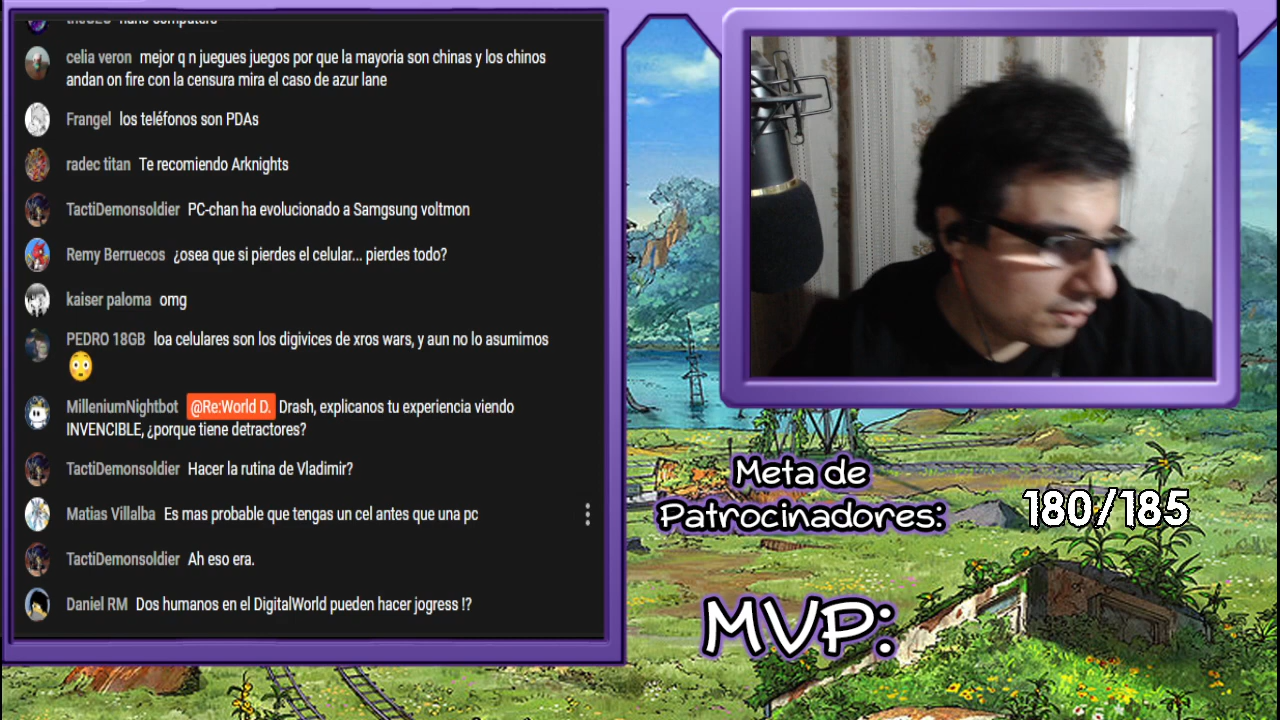 nano computers
celia veron mejor q n juegues juegos por que la mayoria son chinas y los chinos
andan on fire con la censura mira el caso de azur lane
Frangel los teléfonos son PDAs
radec titan Te recomiendo Arknights
TactiDemonsoldier PC-chan ha evolucionado a Samgsung voltmon
Remy Berruecos ¿osea que si pierdes el celular... pierdes todo?
kaiser paloma omg
PEDRO 18GB loa celulares son los digivices de xros wars, y aun no lo asumimos
😳
MilleniumNightbot @Re:World D. Drash, explicanos tu experiencia viendo
INVENCIBLE, ¿porque tiene detractores?
TactiDemonsoldier Hacer la rutina de Vladimir?
Matias Villalba Es mas probable que tengas un cel antes que una pc
TactiDemonsoldier Ah eso era.
Daniel RM Dos humanos en el DigitalWorld pueden hacer jogress !?
Meta de
Patrocinadores: 180/185
MVP: